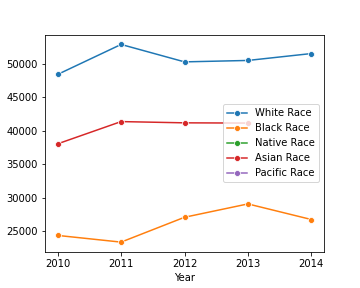 50000
45000
40000
35000
30000
25000
White Race
Black Race
Native Race
Asian Race
Pacific Race
2010 2011 2012 2013 2014
Year